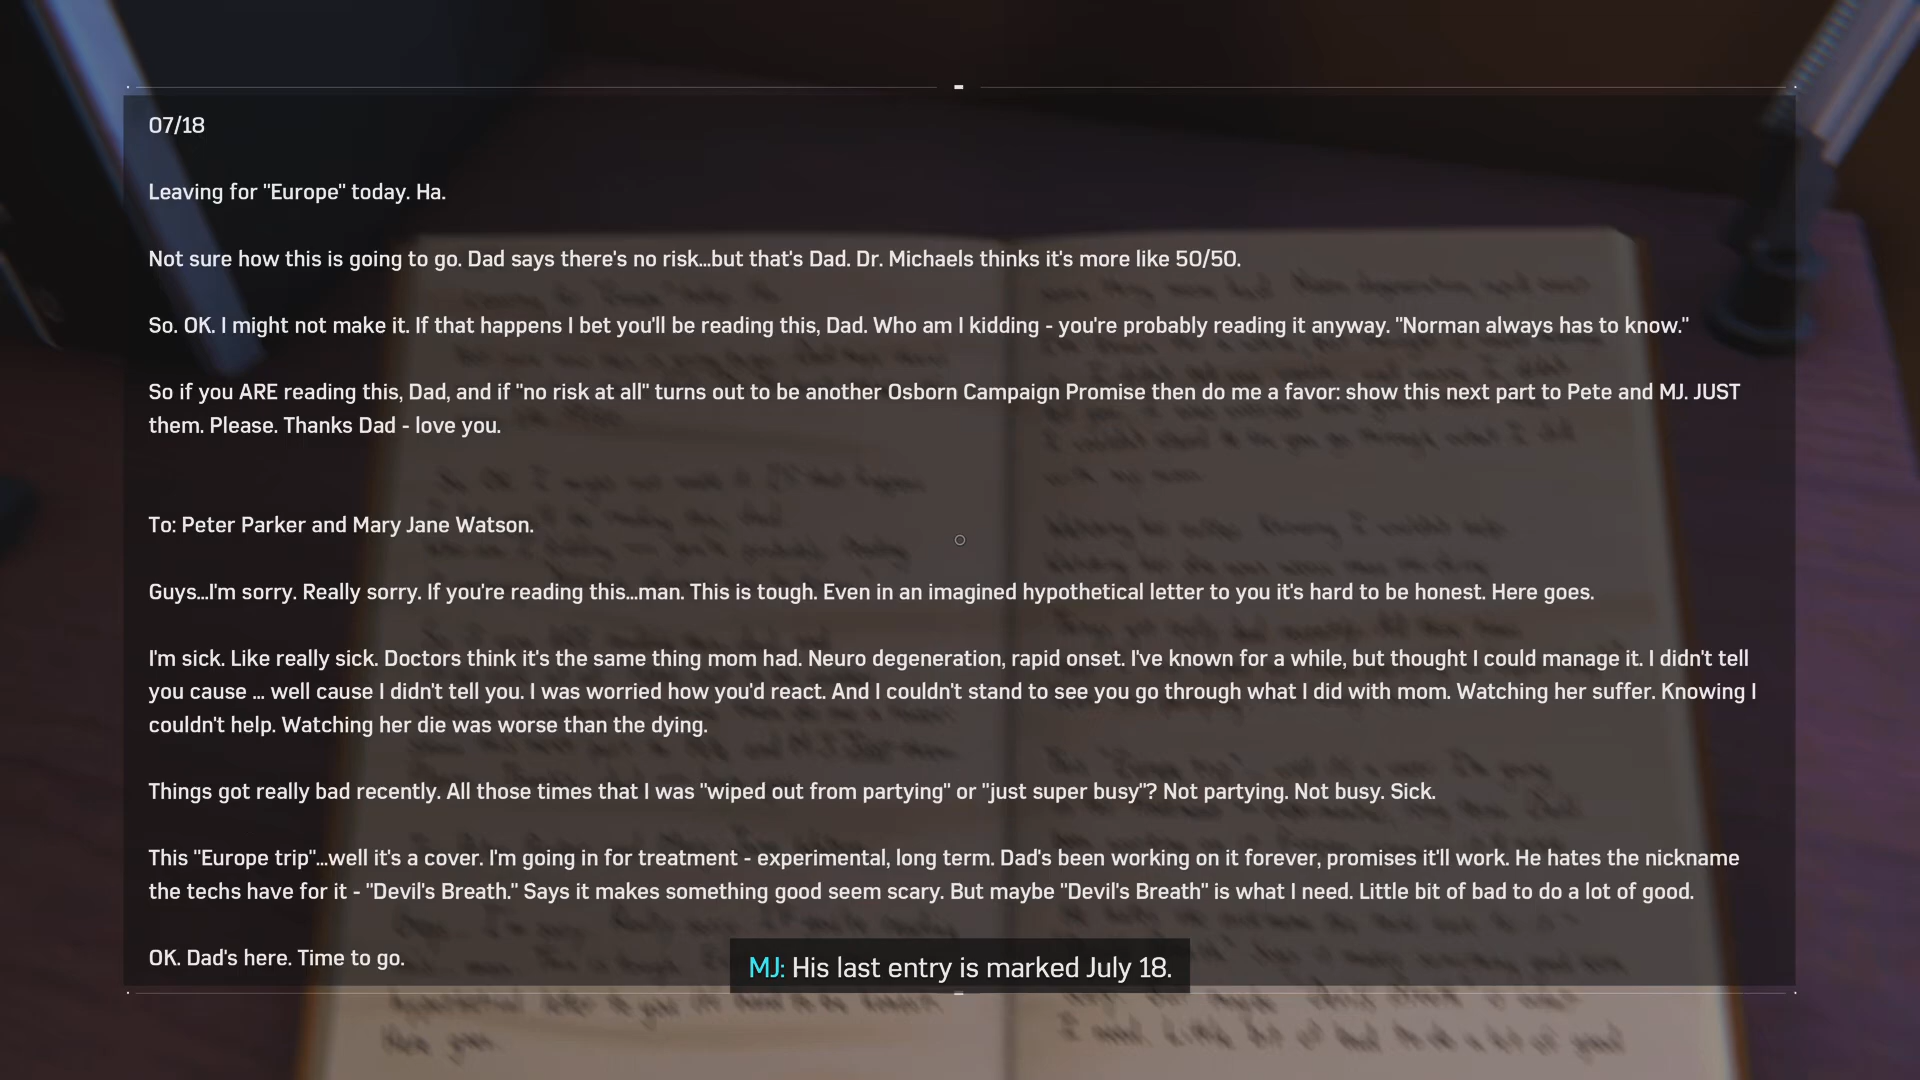 07/18
Leaving for "Europe" today. Ha.
Not sure how this is going to go. Dad says there's no risk...but that's Dad. Dr. Michaels thinks it's more like 50/50.
So. OK. I might not make it. If that happens I bet you'll be reading this, Dad. Who am I kidding - you're probably reading it anyway. "Norman always has to know."
So if you ARE reading this, Dad, and if "no risk at all" turns out to be another Osborn Campaign Promise then do me a favor: show this next part to Pete and MJ. JUST
them. Please. Thanks Dad - love you.
To: Peter Parker and Mary Jane Watson.
Guys...I'm sorry. Really sorry. If you're reading this...man. This is tough. Even in an imagined hypothetical letter to you it's hard to be honest. Here goes.
I'm sick. Like really sick. Doctors think it's the same thing mom had. Neuro degeneration, rapid onset. I've known for a while, but thought I could manage it. I didn't tell
you cause ... well cause I didn't tell you. I was worried how you'd react. And I couldn't stand to see you go through what I did with mom. Watching her suffer. Knowing I
couldn't help. Watching her die was worse than the dying.
Things got really bad recently. All those times that I was "wiped out from partying" or "just super busy"? Not partying. Not busy. Sick.
This "Europe trip"...well it's a cover. I'm going in for treatment - experimental, long term. Dad's been working on it forever, promises it'll work. He hates the nickname
the techs have for it - "Devil's Breath." Says it makes something good seem scary. But maybe "Devil's Breath" is what I need. Little bit of bad to do a lot of good.
OK. Dad's here. Time to go.
MJ: His last entry is marked July 18.